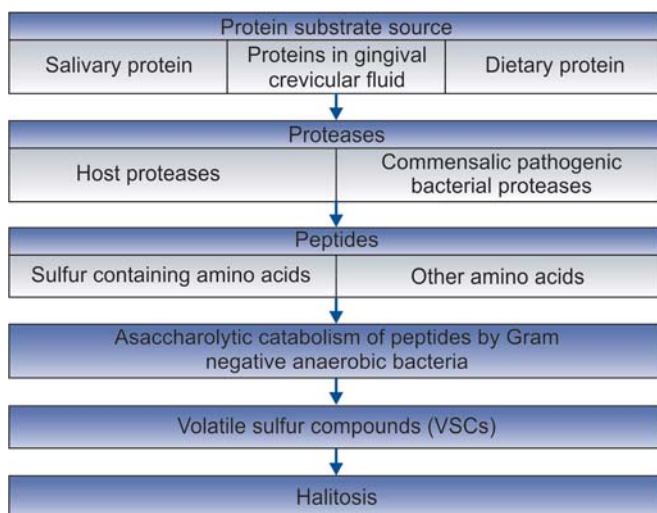 Protein substrate source
Salivary protein
Proteins in gingival
crevicular fluid
Dietary protein
Proteases
Host proteases
Commensalic pathogenic
bacterial proteases
Peptides
Sulfur containing amino acids
Other amino acids
Asaccharolytic catabolism of peptides by Gram
negative anaerobic bacteria
Volatile sulfur compounds (VSCs)
Halitosis